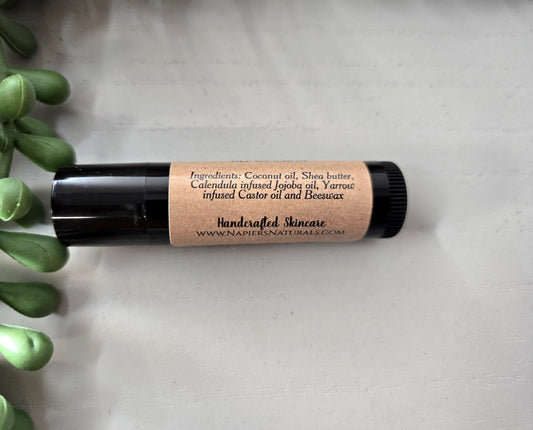 Ingredients: Coconut oil, Shea butter,
Calendula infused Jojoba oil, Yarrow
infused Castor oil and Beeswax
Handcrafted Skincare
www.NapiersNaturals.com